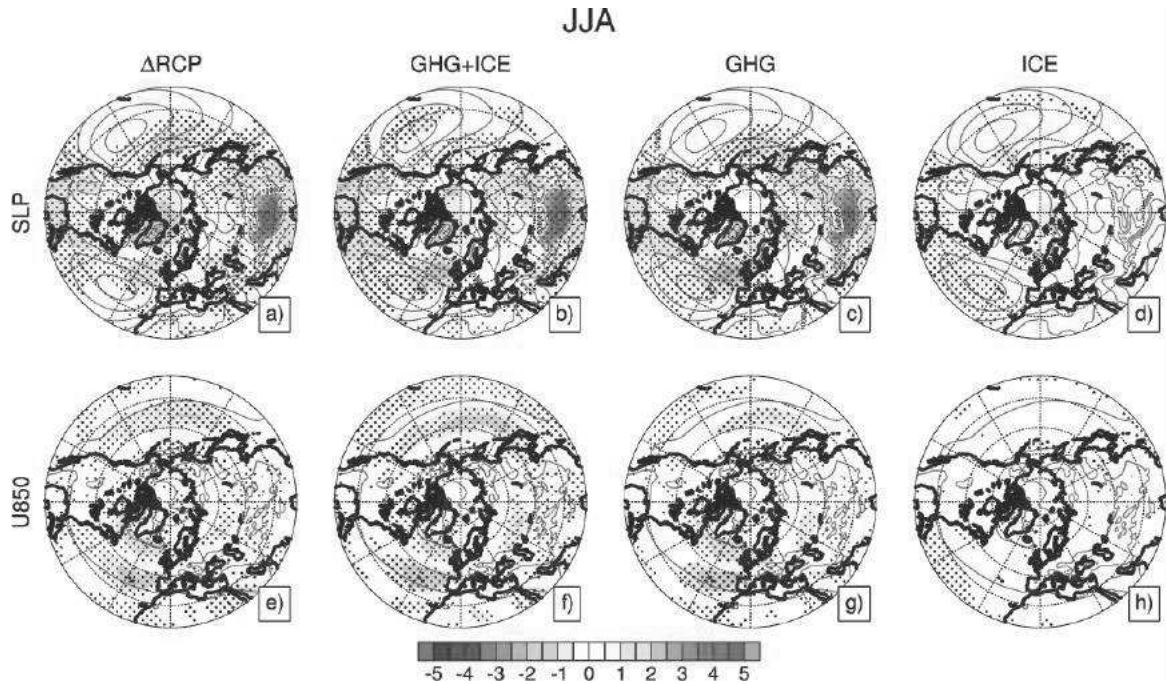 JJA
ΔRCP GHG+ICE GHG ICE
SLP
a) b) c) d)
U850
e) f) g) h)
-5 -4 -3 -2 -1 0 1 2 3 4 5